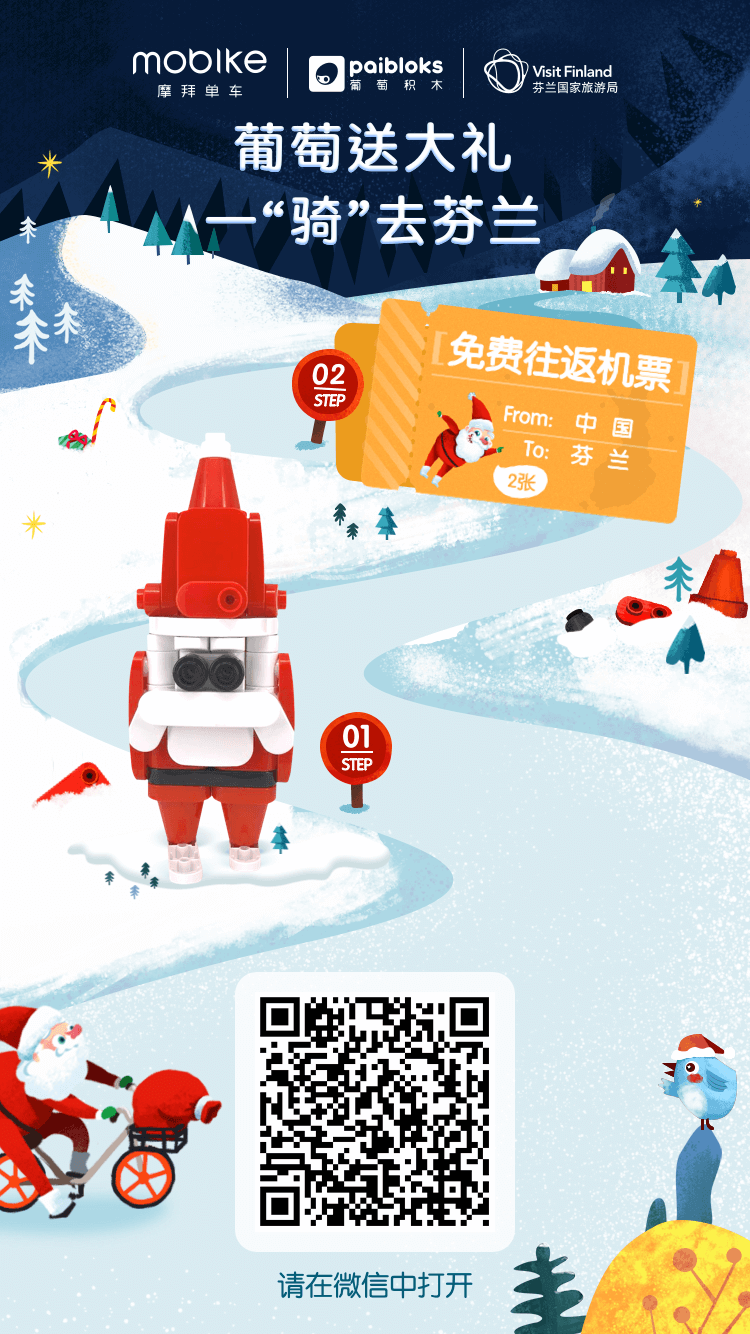 mobike
摩拜单车
paibloks
葡萄积木
Visit Finland
芬兰国家旅游局
葡萄送大礼
一“骑”去芬兰
02
STEP
[免费往返机票]
From: 中国
To: 芬兰
2张
01
STEP
请在微信中打开